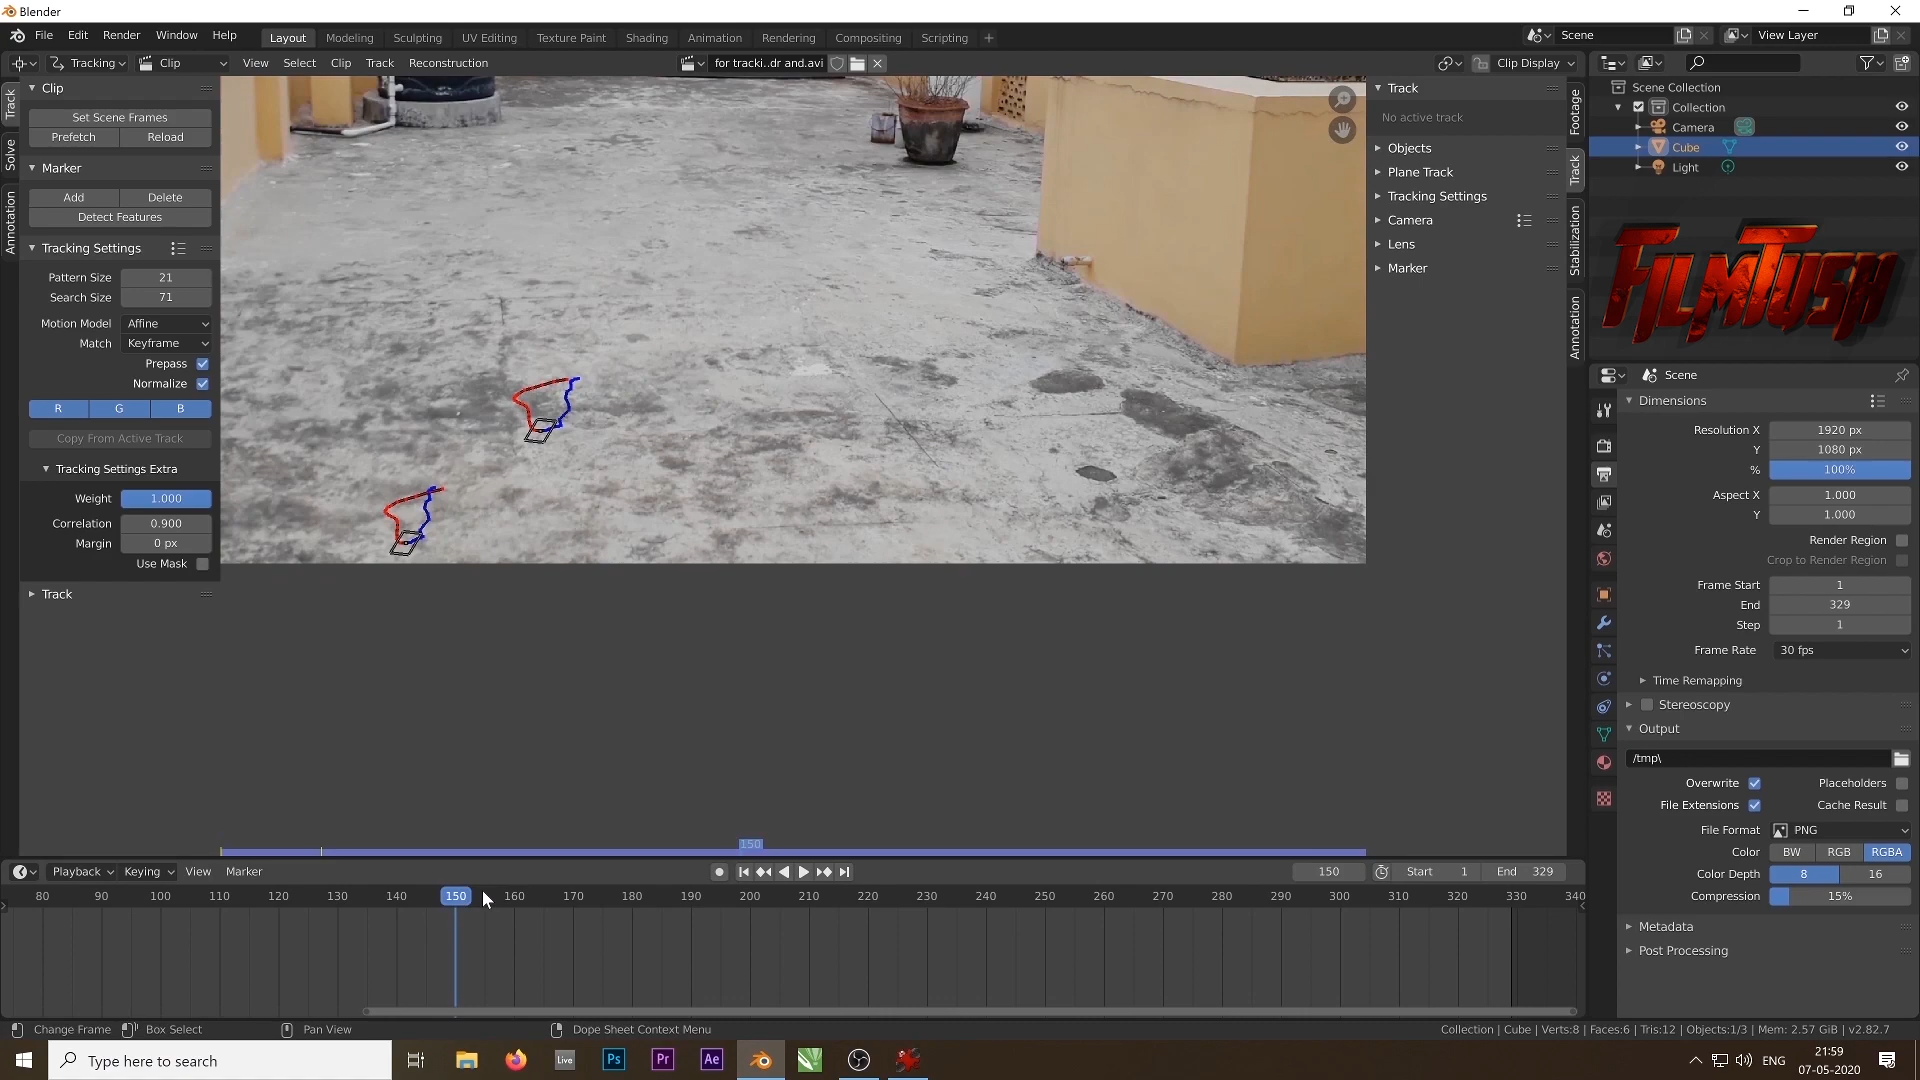 Blender
File Edit Render Window Help Layout Modeling Sculpting UV Editing Texture Paint Shading Animation Rendering Compositing Scripting + Scene View Layer
Tracking Clip View Select Clip Track Reconstruction for tracki..dr and.avi Clip Display
Clip
Set Scene Frames
Prefetch Reload
Marker
Add Delete
Detect Features
Tracking Settings
Pattern Size 21
Search Size 71
Motion Model Affine
Match Keyframe
Prepass
Normalize
R G B
Copy From Active Track
Tracking Settings Extra
Weight 1.000
Correlation 0.900
Margin 0 px
Use Mask
Track
Track
Solve
Annotation
Track
No active track
Objects
Plane Track
Tracking Settings
Camera
Lens
Marker
Footage
Track
Stabilization
Annotation
Scene Collection
Collection
Camera
Cube
Light
FILMTUSH
Scene
Dimensions
Resolution X 1920 px
Y 1080 px
% 100%
Aspect X 1.000
Y 1.000
Render Region
Crop to Render Region
Frame Start 1
End 329
Step 1
Frame Rate 30 fps
Time Remapping
Stereoscopy
Output
/tmp\
Overwrite Placeholders
File Extensions Cache Result
File Format PNG
Color BW RGB RGBA
Color Depth 8 16
Compression 15%
Metadata
Post Processing
150
Playback Keying View Marker 150 Start 1 End 329
80 90 100 110 120 130 140 150 160 170 180 190 200 210 220 230 240 250 260 270 280 290 300 310 320 330 340
Change Frame Box Select Pan View Dope Sheet Context Menu Collection | Cube | Verts:8 | Faces:6 | Tris:12 | Objects:1/3 | Mem: 2.57 GiB | v2.82.7
Type here to search Live Ps Pr Ae ENG 21:59
07-05-2020